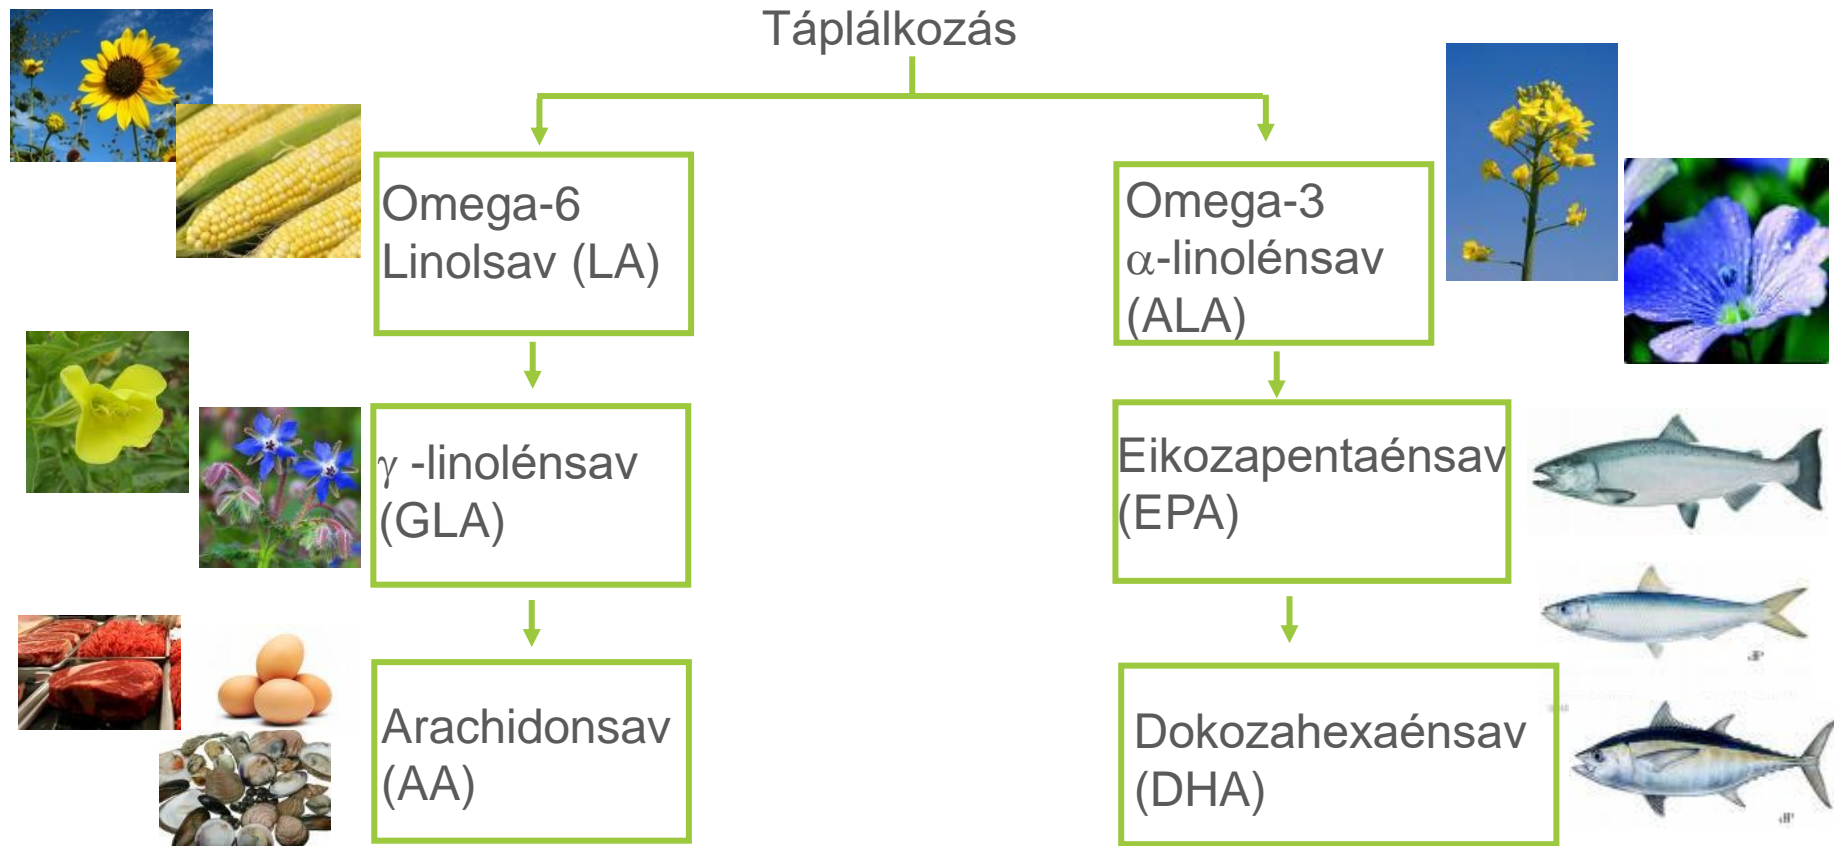 Táplálkozás
Omega-6
Linolsav (LA)
Omega-3
α-linolénsav
(ALA)
γ -linolénsav
(GLA)
Eikozapentaénsav
(EPA)
Arachidonsav
(AA)
Dokozahexaénsav
(DHA)